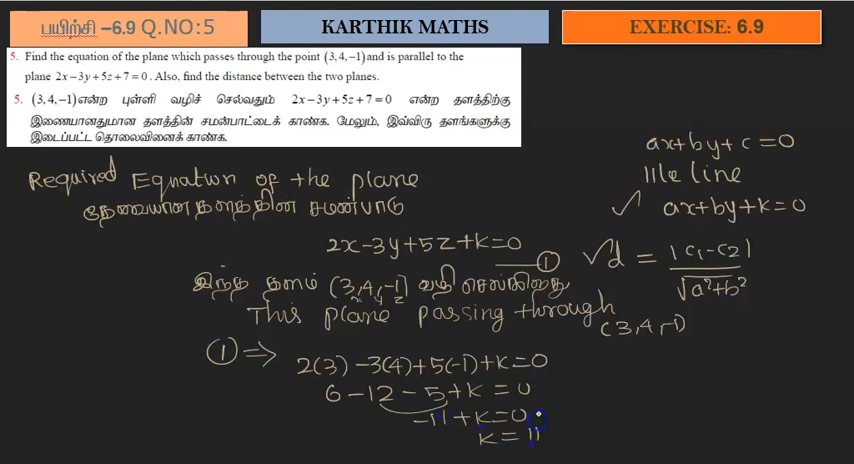 பயிற்சி –6.9 Q.NO:5
KARTHIK MATHS
EXERCISE: 6.9
5. Find the equation of the plane which passes through the point (3,4,−1) and is parallel to the
plane 2x−3y+5z+7=0. Also, find the distance between the two planes.
5. (3,4,−1) என்ற புள்ளி வழிச் செல்வதும் 2x−3y+5z+7=0 என்ற தளத்திற்கு
இணையானதுமான தளத்தின் சமன்பாட்டைக் காண்க. மேலும், இவ்விரு தளங்களுக்கு
இடைப்பட்ட தொலைவினைக் காண்க.
Required Equation of the plane
தேவையான தளத்தின் சமன்பாடு
2x-3y+5z+k=0 ①
இந்த தளம் (3,4,-1) வழி செல்கிறது
x y z
This plane passing through
(3,4,-1)
① ⇒ 2(3) -3(4)+5(-1)+k=0
6-12-5+k=0
-11+k=0
k=11
ax+by+c=0
line
✓ ax+by+k=0
✓d = |c₁-c₂| / √a²+b²